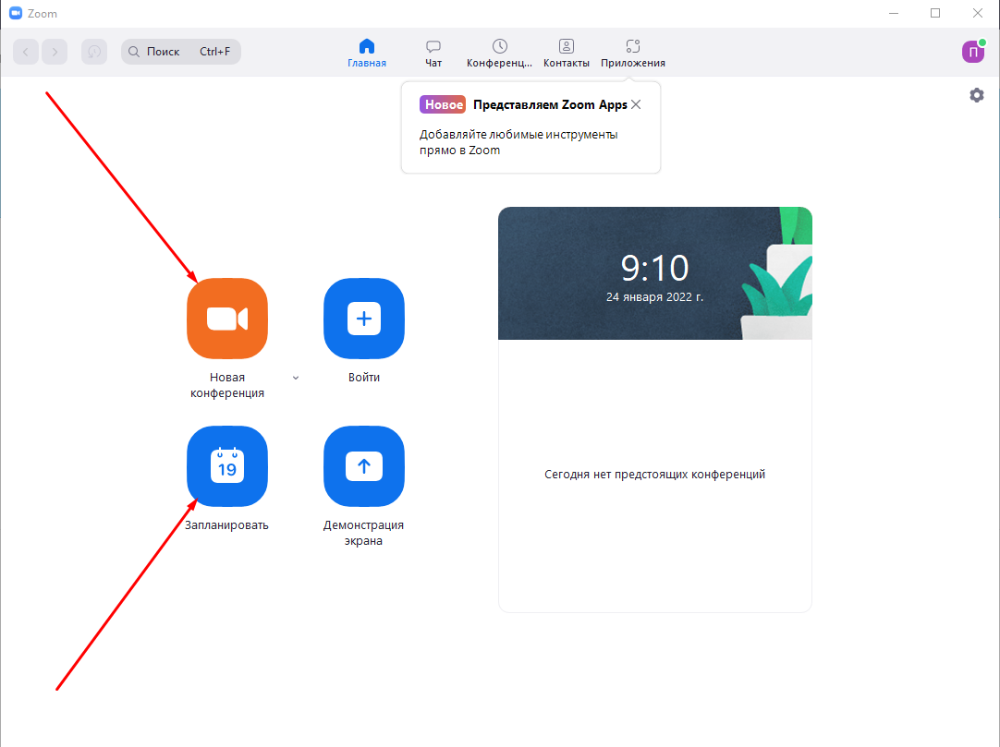 Zoom
Поиск Ctrl+F
Главная
Чат
Конференц...
Контакты
Приложения
П
Новое Представляем Zoom Apps
Добавляйте любимые инструменты
прямо в Zoom
9:10
24 января 2022 г.
Новая
конференция
Войти
19
Запланировать
Демонстрация
экрана
Сегодня нет предстоящих конференций